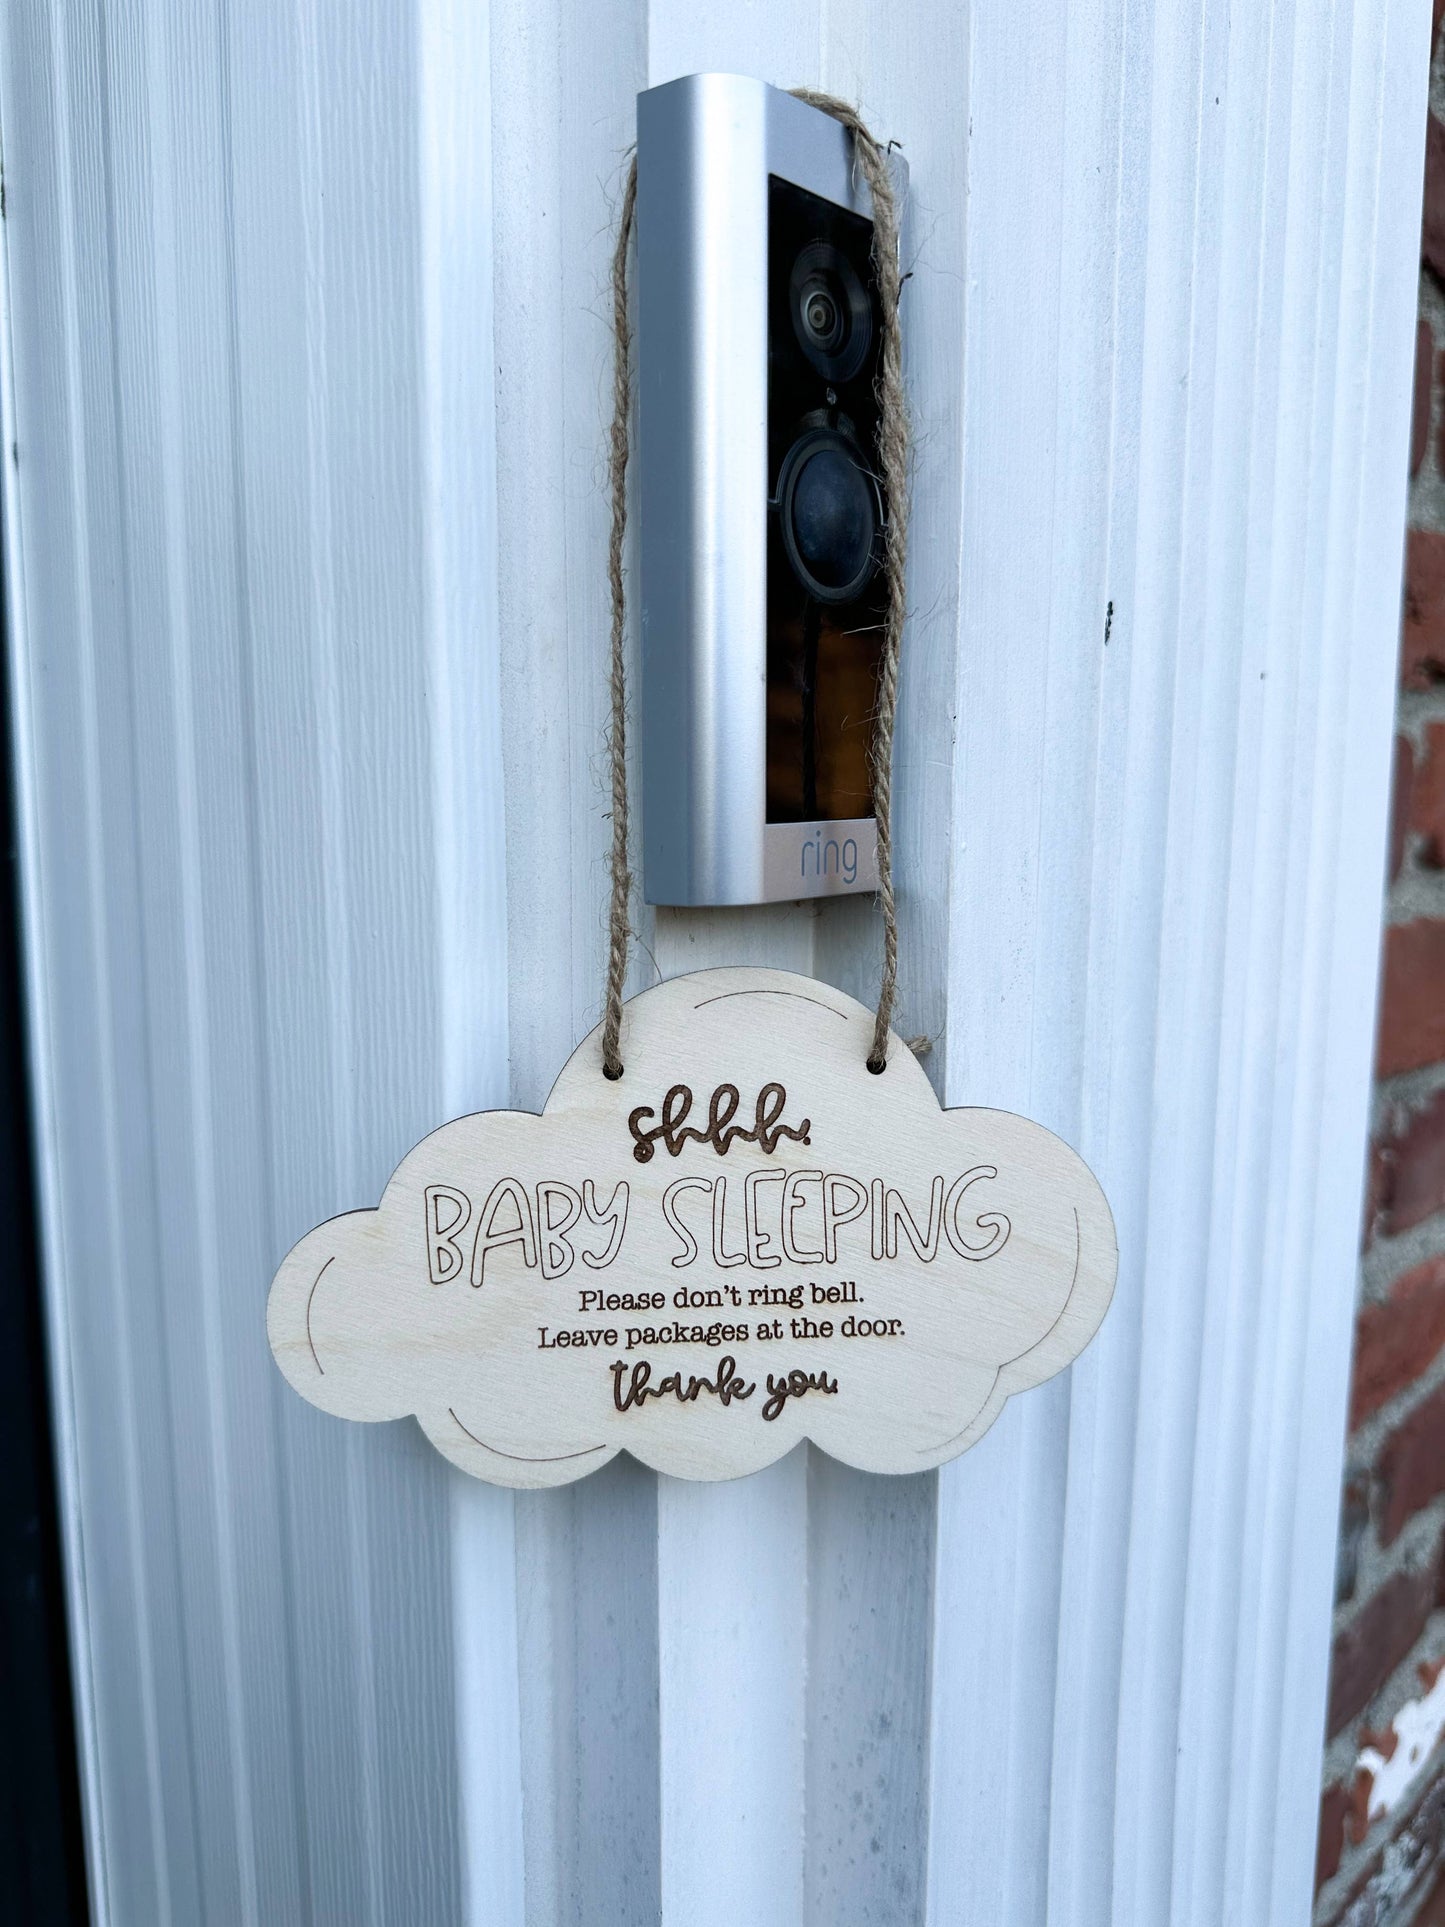 ring
shhh.
BABY SLEEPING
Please don't ring bell.
Leave packages at the door.
thank you